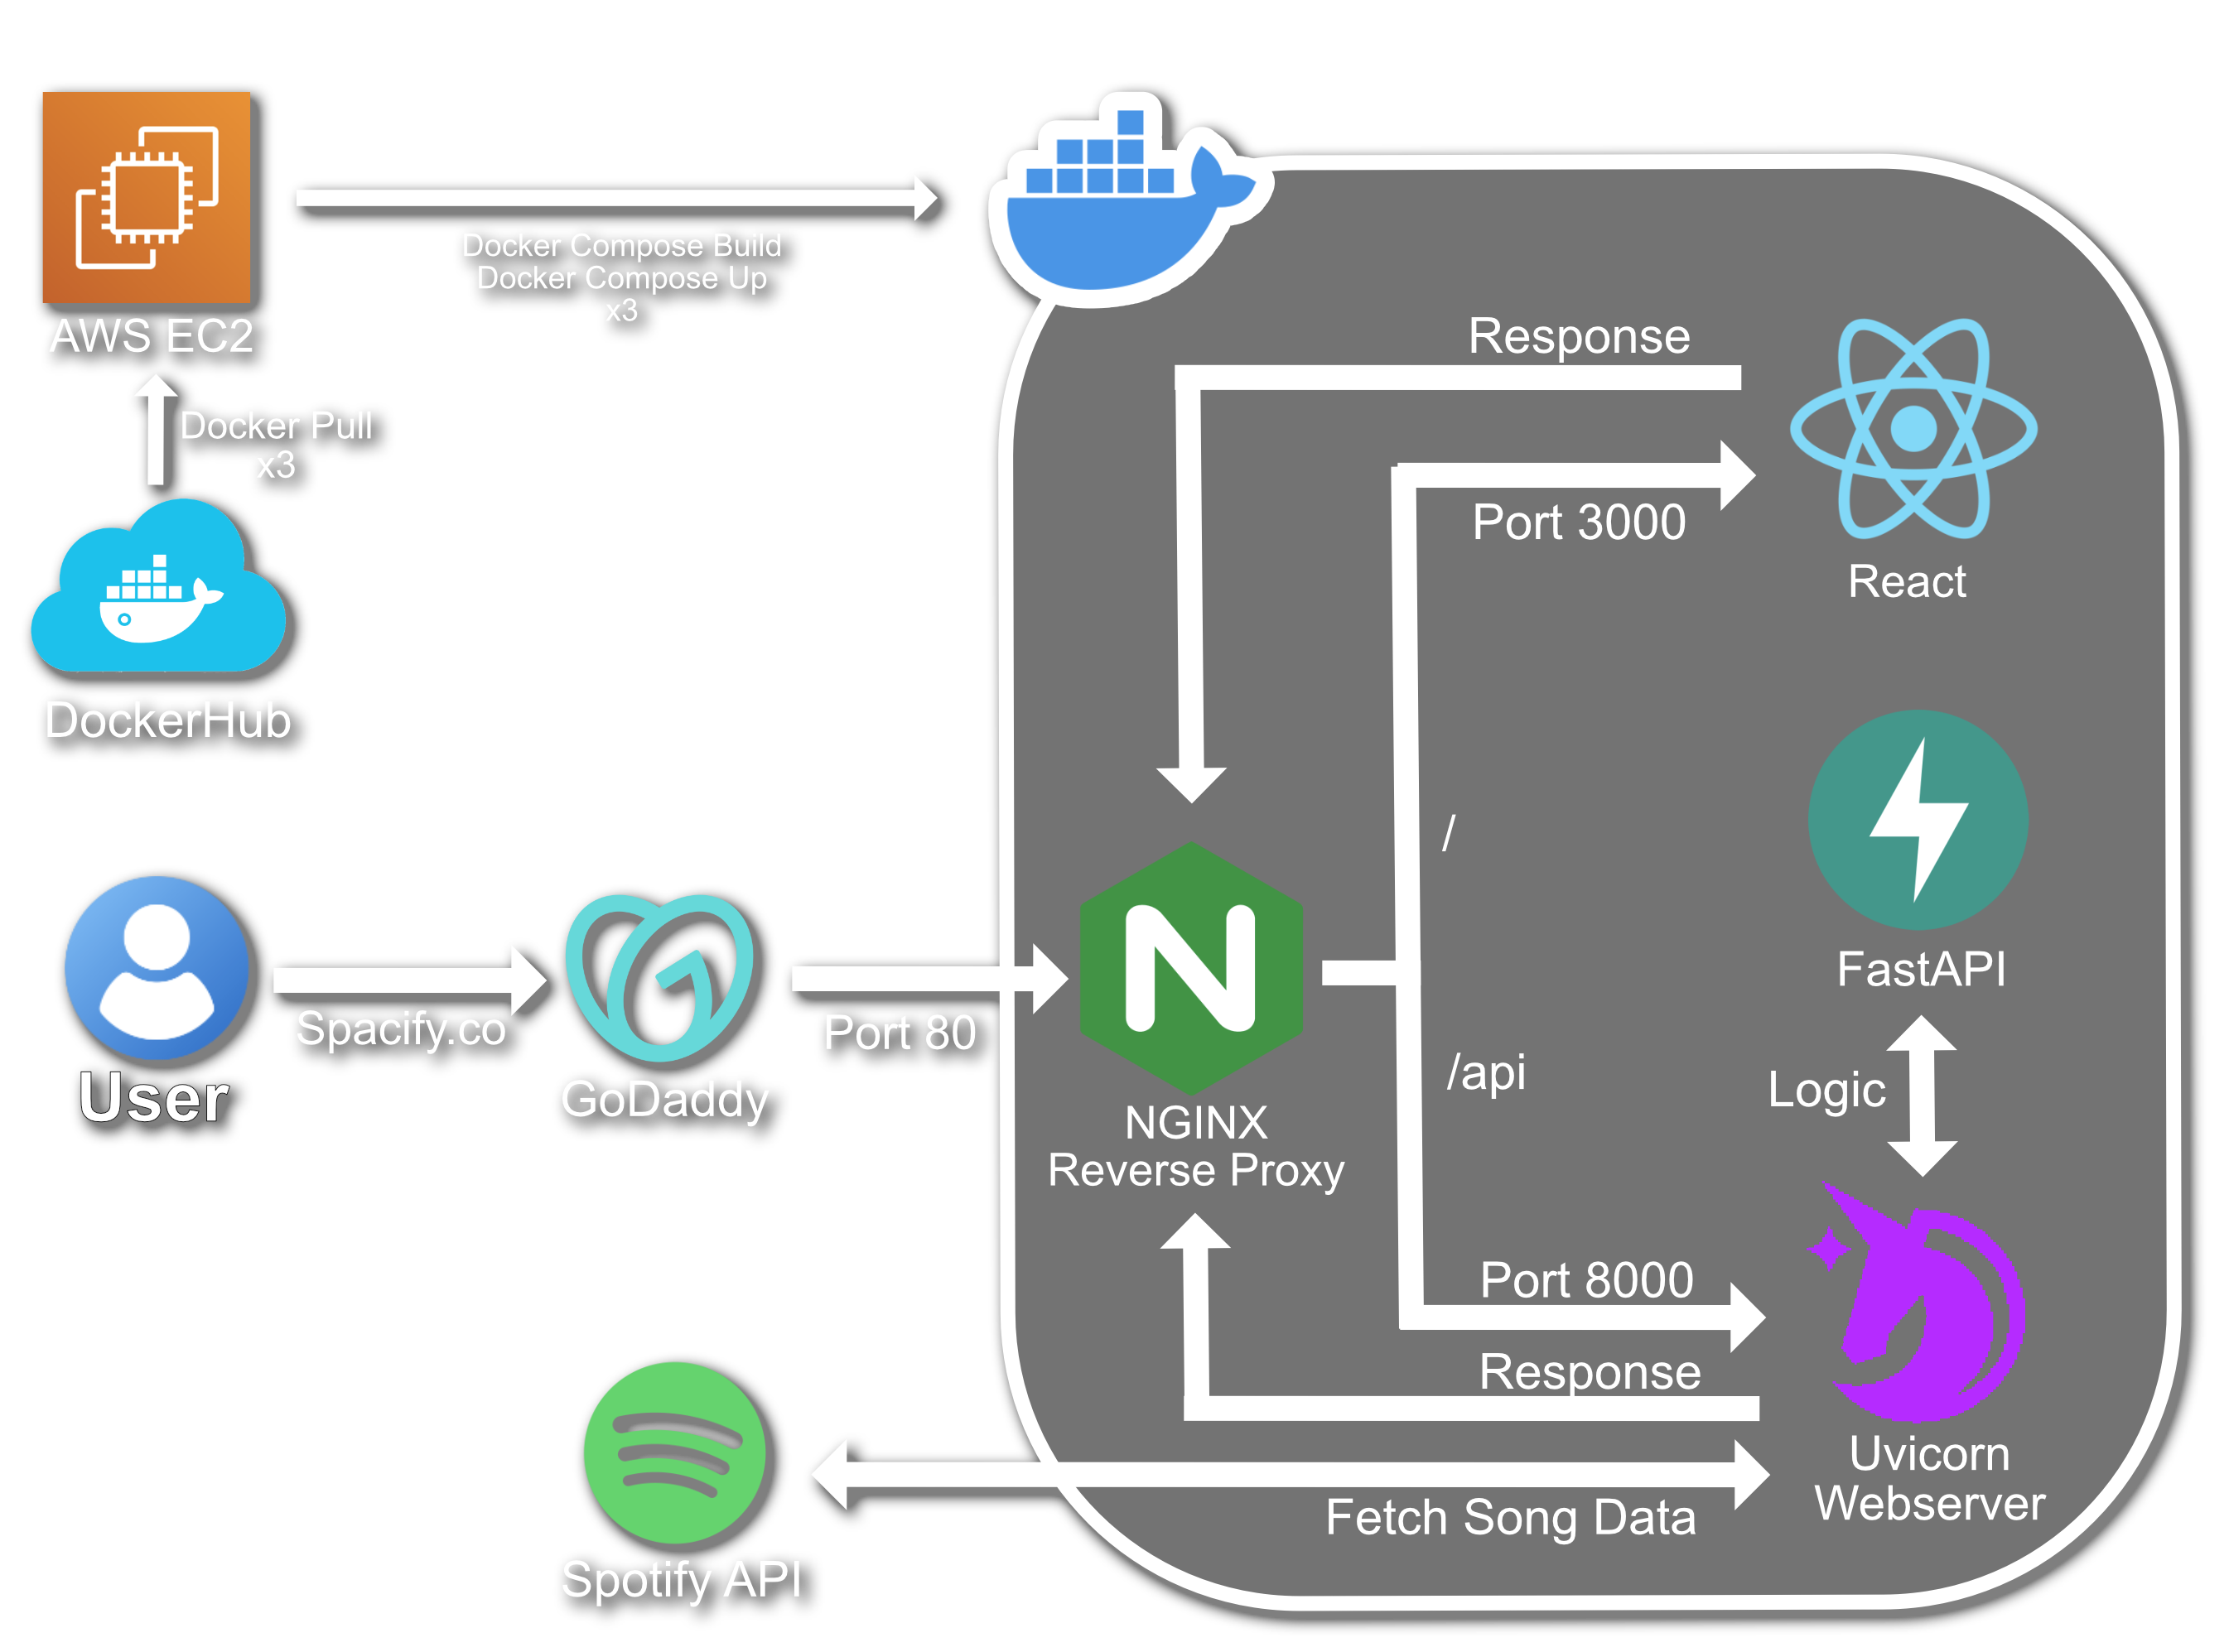 Docker Compose Build
Docker Compose Up
x3
AWS EC2
Docker Pull
x3
DockerHub
Response
Port 3000
React
/
FastAPI
User
Spacify.co
GoDaddy
Port 80
NGINX
Reverse Proxy
/api
Logic
Port 8000
Response
Uvicorn
Webserver
Fetch Song Data
Spotify API